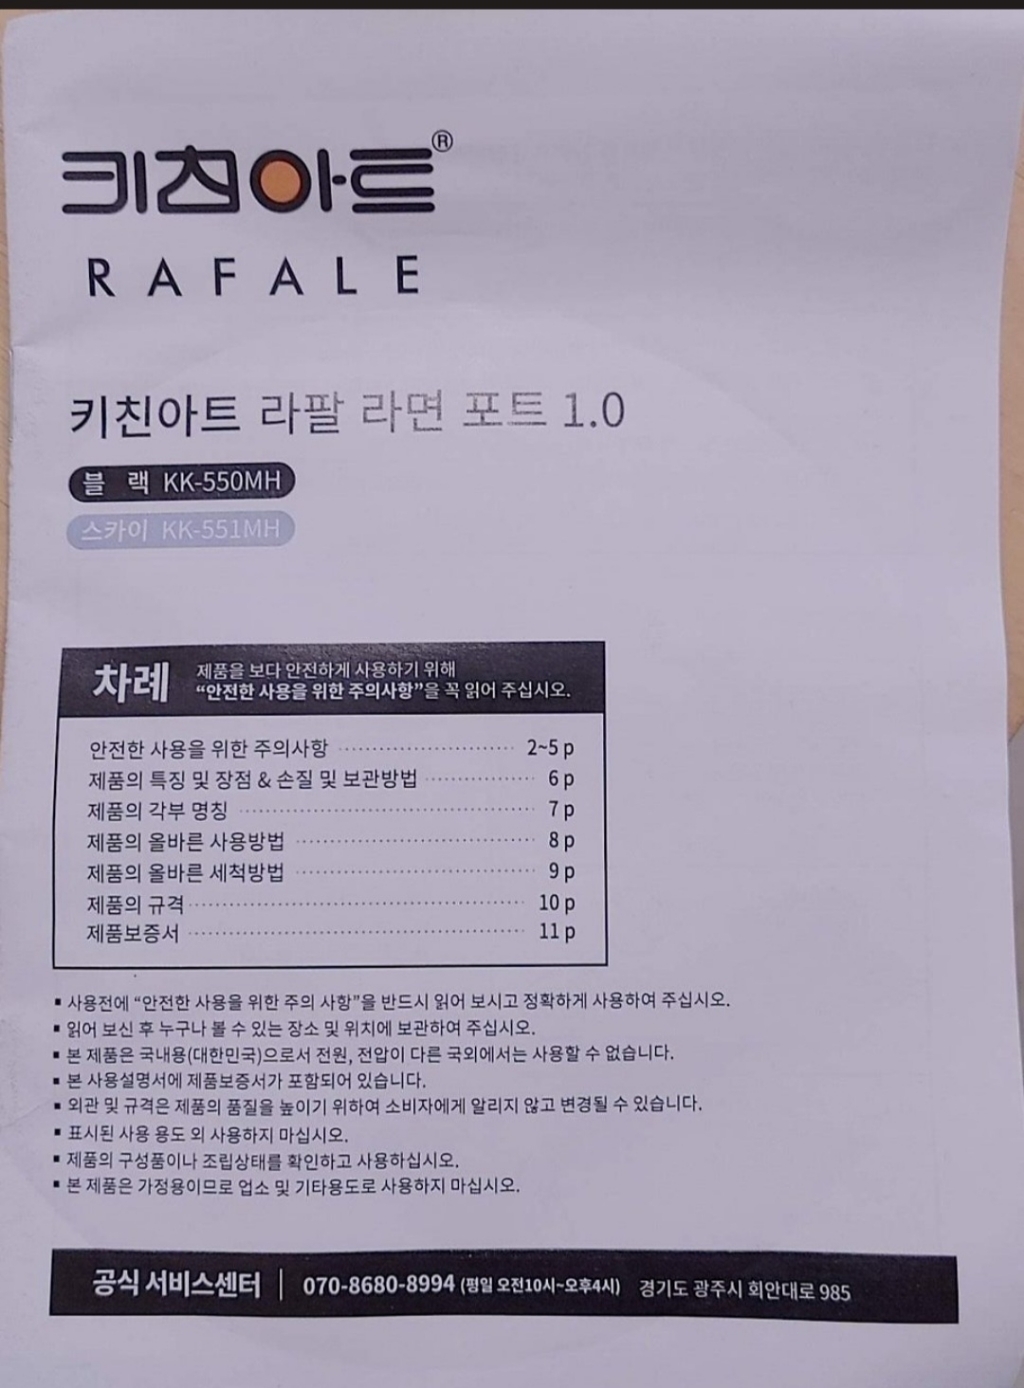 키친아트®
RAFALE
키친아트 라팔 라면 포트 1.0
블 랙 KK-550MH
스카이 KK-551MH
차례 제품을 보다 안전하게 사용하기 위해
“안전한 사용을 위한 주의사항”을 꼭 읽어 주십시오.
안전한 사용을 위한 주의사항 2~5 p
제품의 특징 및 장점 & 손질 및 보관방법 6 p
제품의 각부 명칭 7 p
제품의 올바른 사용방법 8 p
제품의 올바른 세척방법 9 p
제품의 규격 10 p
제품보증서 11 p
▪ 사용전에 “안전한 사용을 위한 주의 사항”을 반드시 읽어 보시고 정확하게 사용하여 주십시오.
▪ 읽어 보신 후 누구나 볼 수 있는 장소 및 위치에 보관하여 주십시오.
▪ 본 제품은 국내용(대한민국)으로서 전원, 전압이 다른 국외에서는 사용할 수 없습니다.
▪ 본 사용설명서에 제품보증서가 포함되어 있습니다.
▪ 외관 및 규격은 제품의 품질을 높이기 위하여 소비자에게 알리지 않고 변경될 수 있습니다.
▪ 표시된 사용 용도 외 사용하지 마십시오.
▪ 제품의 구성품이나 조립상태를 확인하고 사용하십시오.
▪ 본 제품은 가정용이므로 업소 및 기타용도로 사용하지 마십시오.
공식 서비스센터 | 070-8680-8994 (평일 오전10시~오후4시) 경기도 광주시 회안대로 985